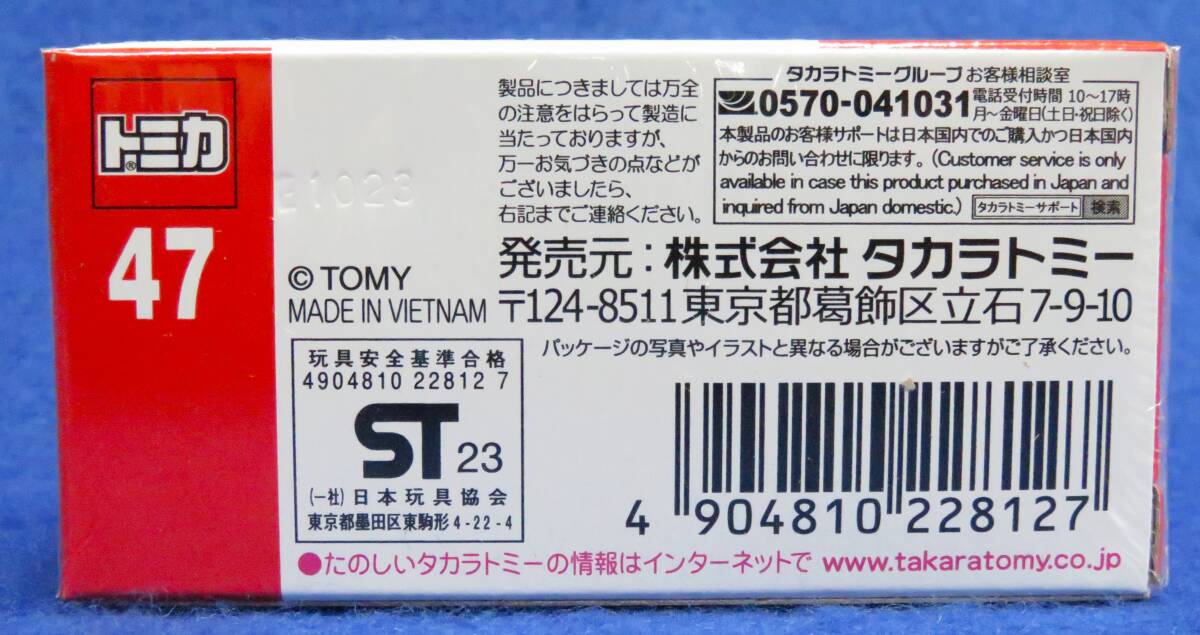 トミカ®
47
E1023
© TOMY
MADE IN VIETNAM
製品につきましては万全
の注意をはらって製造に
当たっておりますが、
万一お気づきの点などが
ございましたら、
右記までご連絡ください。
タカラトミーグループ お客様相談室
0570-041031 電話受付時間 10〜17時
月〜金曜日(土日・祝日除く)
本製品のお客様サポートは日本国内でのご購入かつ日本国内
からのお問い合わせに限ります。(Customer service is only
available in case this product purchased in Japan and
inquired from Japan domestic.) タカラトミーサポート 検索
発売元:株式会社 タカラトミー
〒124-8511 東京都葛飾区立石7-9-10
パッケージの写真やイラストと異なる場合がございますがご了承ください。
玩具安全基準合格
4904810 22812 7
ST 23
(一社)日本玩具協会
東京都墨田区東駒形4-22-4
4 904810 228127
●たのしいタカラトミーの情報はインターネットで www.takaratomy.co.jp